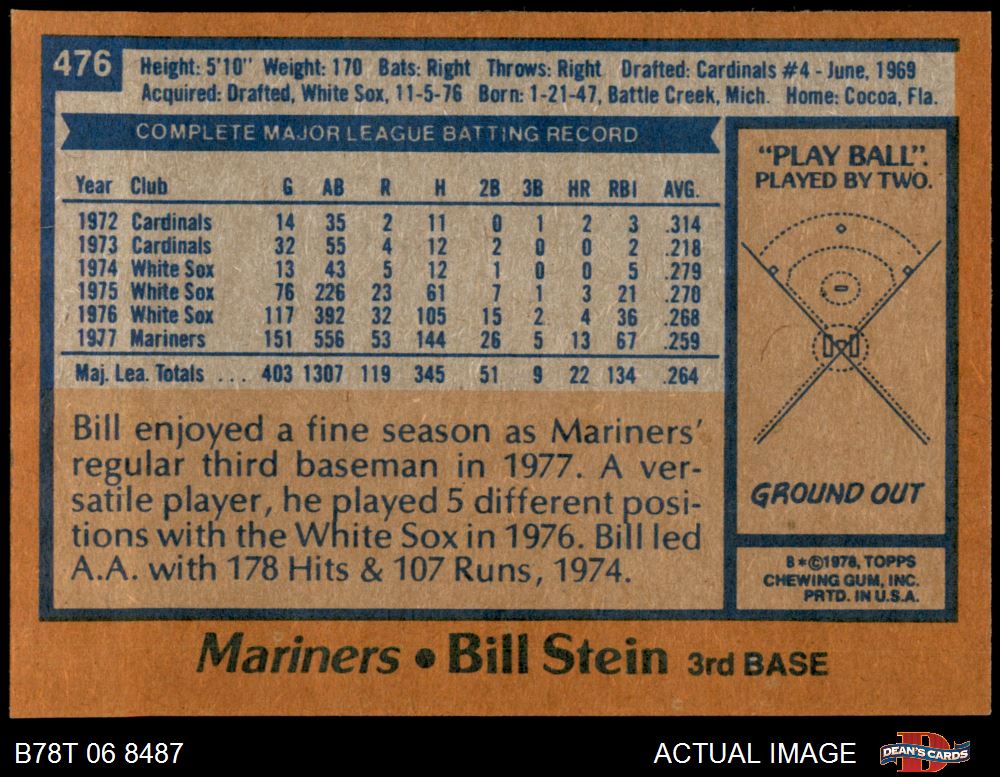 476
Height: 5'10" Weight: 170 Bats: Right Throws: Right Drafted: Cardinals #4 - June, 1969
Acquired: Drafted, White Sox, 11-5-76 Born: 1-21-47, Battle Creek, Mich. Home: Cocoa, Fla.
COMPLETE MAJOR LEAGUE BATTING RECORD
Year Club G AB R H 2B 3B HR RBI AVG.
1972 Cardinals 14 35 2 11 0 1 2 3 .314
1973 Cardinals 32 55 4 12 2 0 0 2 .218
1974 White Sox 13 43 5 12 1 0 0 5 .279
1975 White Sox 76 226 23 61 7 1 3 21 .270
1976 White Sox 117 392 32 105 15 2 4 36 .268
1977 Mariners 151 556 53 144 26 5 13 67 .259
Maj. Lea. Totals ... 403 1307 119 345 51 9 22 134 .264
Bill enjoyed a fine season as Mariners'
regular third baseman in 1977. A ver-
satile player, he played 5 different posi-
tions with the White Sox in 1976. Bill led
A.A. with 178 Hits & 107 Runs, 1974.
"PLAY BALL".
PLAYED BY TWO.
GROUND OUT
B*©1978, TOPPS
CHEWING GUM, INC.
PRTD. IN U.S.A.
Mariners • Bill Stein 3rd BASE
B78T 06 8487
ACTUAL IMAGE
DEAN'S CARDS